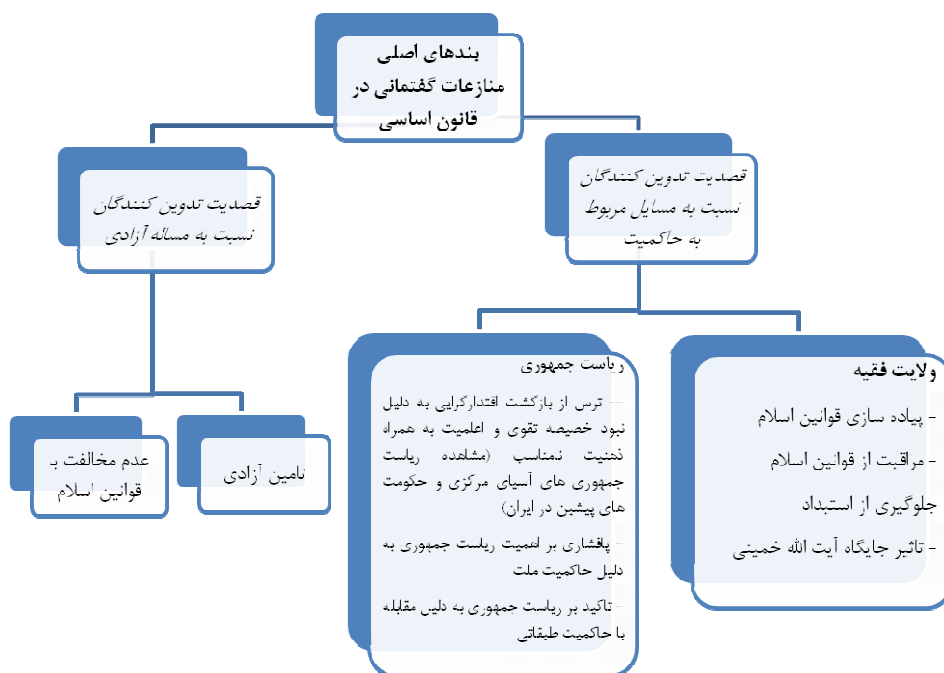 بندهای اصلی
منازعات گفتمانی در
قانون اساسی
قصدیت تدوین کنندگان
نسبت به مسایل مربوط
به حاکمیت
قصدیت تدوین کنندگان
نسبت به مساله آزادی
ولایت فقیه
- پیاده سازی قوانین اسلام
- مراقبت از قوانین اسلام
جلوگیری از استبداد
- تاثیر جایگاه آیت الله خمینی
ریاست جمهوری
– ترس از بازگشت اقتدارگرایی به دلیل
نبود خصیصه تقوی و اعلمیت به همراه
ذهنیت نامناسب (مشاهده ریاست
جمهوری های آسیای مرکزی و حکومت
های پیشین در ایران)
– پافشاری بر اهمیت ریاست جمهوری به
دلیل حاکمیت ملت
– تاکید بر ریاست جمهوری به دلیل مقابله
با حاکمیت طبقاتی
تامین آزادی
عدم مخالفت ب
قوانین اسلام